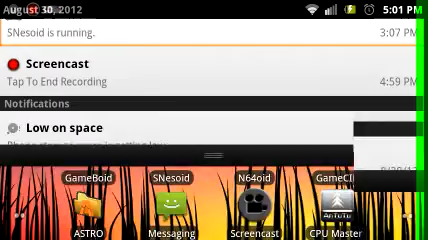 August 30, 2012 5:01 PM
SNesoid is running. 3:07 PM
Screencast
Tap To End Recording 4:59 PM
Notifications
Low on space
GameBoid SNesoid N64oid
ASTRO Messaging Screencast CPU Master